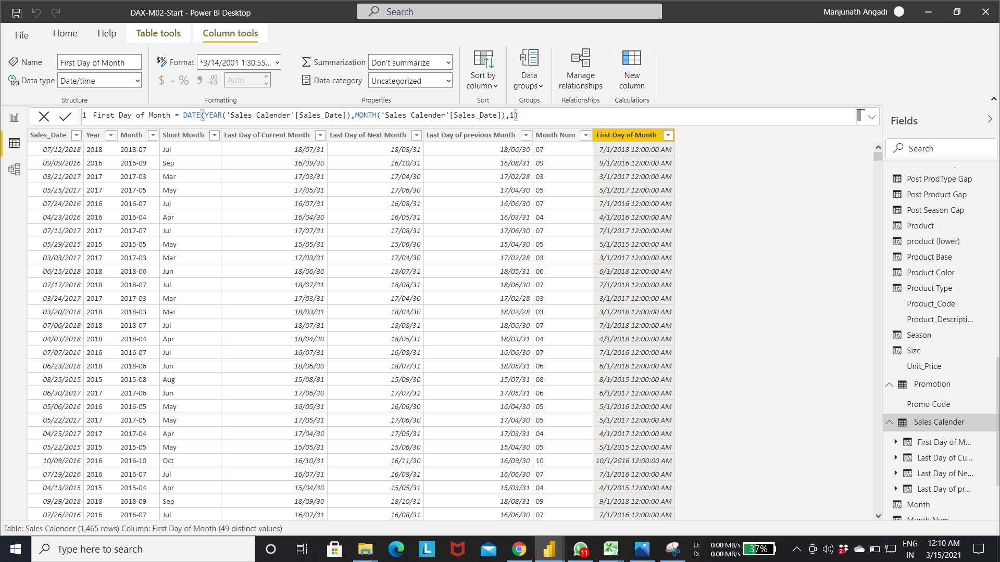 DAX-M02-Start - Power BI Desktop
Search
Manjunath Angadi
File
Home
Help
Table tools
Column tools
Name
First Day of Month
Data type
Date/time
Structure
Format
*3/14/2001 1:30:55...
$ % 9 .00
Auto
Formatting
Summarization
Don't summarize
Data category
Uncategorized
Properties
Sort by
column
Sort
Data
groups
Groups
Manage
relationships
Relationships
New
column
Calculations
1 First Day of Month = DATE(YEAR('Sales Calender'[Sales_Date]),MONTH('Sales Calender'[Sales_Date]),1)
Sales_Date Year Month Short Month Last Day of Current Month Last Day of Next Month Last Day of previous Month Month Num First Day of Month
07/12/2018 2018 2018-07 Jul 18/07/31 18/08/31 18/06/30 07 7/1/2018 12:00:00 AM
09/09/2016 2016 2016-09 Sep 16/09/30 16/10/31 16/08/31 09 9/1/2016 12:00:00 AM
03/21/2017 2017 2017-03 Mar 17/03/31 17/04/30 17/02/28 03 3/1/2017 12:00:00 AM
05/25/2017 2017 2017-05 May 17/05/31 17/06/30 17/04/30 05 5/1/2017 12:00:00 AM
07/24/2016 2016 2016-07 Jul 16/07/31 16/08/31 16/06/30 07 7/1/2016 12:00:00 AM
04/23/2016 2016 2016-04 Apr 16/04/30 16/05/31 16/03/31 04 4/1/2016 12:00:00 AM
07/11/2017 2017 2017-07 Jul 17/07/31 17/08/31 17/06/30 07 7/1/2017 12:00:00 AM
05/29/2015 2015 2015-05 May 15/05/31 15/06/30 15/04/30 05 5/1/2015 12:00:00 AM
03/03/2017 2017 2017-03 Mar 17/03/31 17/04/30 17/02/28 03 3/1/2017 12:00:00 AM
06/15/2018 2018 2018-06 Jun 18/06/30 18/07/31 18/05/31 06 6/1/2018 12:00:00 AM
07/17/2018 2018 2018-07 Jul 18/07/31 18/08/31 18/06/30 07 7/1/2018 12:00:00 AM
03/24/2017 2017 2017-03 Mar 17/03/31 17/04/30 17/02/28 03 3/1/2017 12:00:00 AM
03/20/2018 2018 2018-03 Mar 18/03/31 18/04/30 18/02/28 03 3/1/2018 12:00:00 AM
07/06/2018 2018 2018-07 Jul 18/07/31 18/08/31 18/06/30 07 7/1/2018 12:00:00 AM
04/03/2018 2018 2018-04 Apr 18/04/30 18/05/31 18/03/31 04 4/1/2018 12:00:00 AM
07/07/2016 2016 2016-07 Jul 16/07/31 16/08/31 16/06/30 07 7/1/2016 12:00:00 AM
06/23/2018 2018 2018-06 Jun 18/06/30 18/07/31 18/05/31 06 6/1/2018 12:00:00 AM
08/25/2015 2015 2015-08 Aug 15/08/31 15/09/30 15/07/31 08 8/1/2015 12:00:00 AM
06/30/2017 2017 2017-06 Jun 17/06/30 17/07/31 17/05/31 06 6/1/2017 12:00:00 AM
05/06/2016 2016 2016-05 May 16/05/31 16/06/30 16/04/30 05 5/1/2016 12:00:00 AM
05/22/2017 2017 2017-05 May 17/05/31 17/06/30 17/04/30 05 5/1/2017 12:00:00 AM
04/25/2017 2017 2017-04 Apr 17/04/30 17/05/31 17/03/31 04 4/1/2017 12:00:00 AM
05/22/2015 2015 2015-05 May 15/05/31 15/06/30 15/04/30 05 5/1/2015 12:00:00 AM
10/09/2016 2016 2016-10 Oct 16/10/31 16/11/30 16/09/30 10 10/1/2016 12:00:00 AM
07/19/2016 2016 2016-07 Jul 16/07/31 16/08/31 16/06/30 07 7/1/2016 12:00:00 AM
04/13/2015 2015 2015-04 Apr 15/04/30 15/05/31 15/03/31 04 4/1/2015 12:00:00 AM
09/29/2018 2018 2018-09 Sep 18/09/30 18/10/31 18/08/31 09 9/1/2018 12:00:00 AM
07/26/2016 2016 2016-07 Jul 16/07/31 16/08/31 16/06/30 07 7/1/2016 12:00:00 AM
Fields
Search
Post ProdType Gap
Post Product Gap
Post Season Gap
Product
product (lower)
Product Base
Product Color
Product Type
Product_Code
Product_Descripti...
Season
Size
Unit_Price
Promotion
Promo Code
Sales Calender
First Day of M...
Last Day of Cu...
Last Day of Ne...
Last Day of pr...
Month
Month Num
Table: Sales Calender (1,465 rows) Column: First Day of Month (49 distinct values)
Type here to search
L
11
U: 0.00 MB/s
D: 0.00 MB/s
37%
2
ENG
IN
12:10 AM
3/15/2021